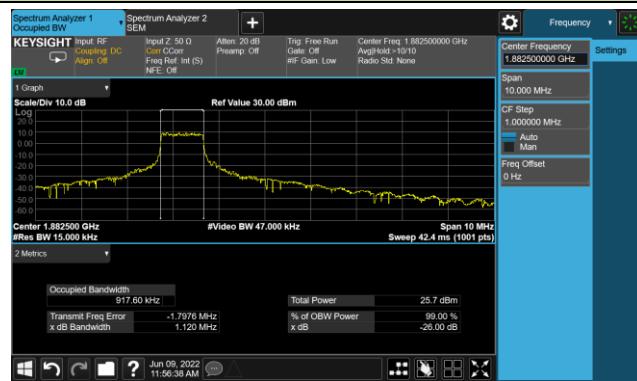 Spectrum Analyzer 1
Occupied BW
Spectrum Analyzer 2
SEM
Frequency
KEYSIGHT
Input: RF
Coupling: DC
Align: Off
Input Z: 50 Ω
Corr CCorr
Freq Ref: Int (S)
NFE: Off
Atten: 20 dB
Preamp: Off
Trig: Free Run
Gate: Off
#IF Gain: Low
Center Freq: 1.882500000 GHz
Avg|Hold:>10/10
Radio Std: None
Center Frequency
1.882500000 GHz
Settings
Span
10.000 MHz
CF Step
1.000000 MHz
Auto
Man
Freq Offset
0 Hz
1 Graph
Scale/Div 10.0 dB
Ref Value 30.00 dBm
Log
20.0
10.0
0.00
-10.0
-20.0
-30.0
-40.0
-50.0
-60.0
Center 1.882500 GHz
#Video BW 47.000 kHz
Span 10 MHz
#Res BW 15.000 kHz
Sweep 42.4 ms (1001 pts)
2 Metrics
Occupied Bandwidth
917.60 kHz
Total Power
25.7 dBm
Transmit Freq Error
-1.7976 MHz
% of OBW Power
99.00 %
x dB Bandwidth
1.120 MHz
x dB
-26.00 dB
Jun 09, 2022
11:56:38 AM